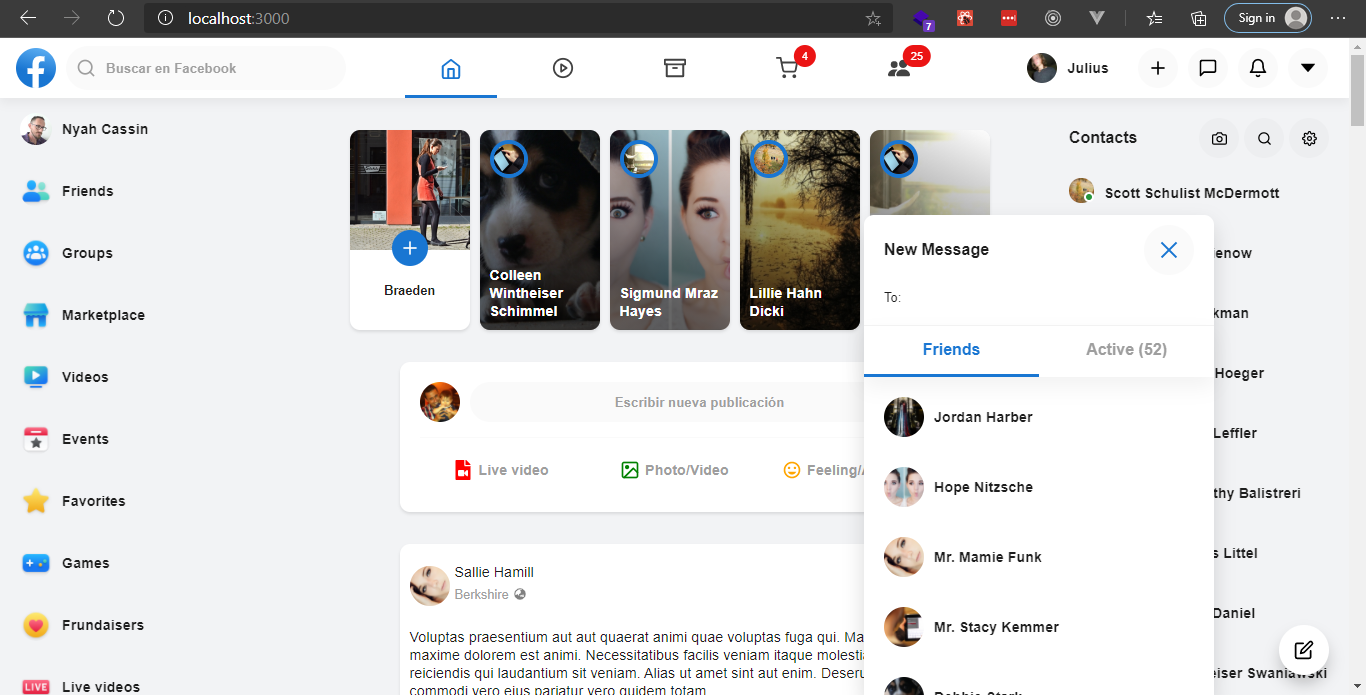 localhost:3000
7
Sign in
Buscar en Facebook
4
25
Julius
Nyah Cassin
Friends
Groups
Marketplace
Videos
Events
Favorites
Games
Frundaisers
LIVE
Live videos
Braeden
Colleen
Wintheiser
Schimmel
Sigmund Mraz
Hayes
Lillie Hahn
Dicki
Escribir nueva publicación
Live video
Photo/Video
Feeling/
Sallie Hamill
Berkshire
Voluptas praesentium aut aut quaerat animi quae voluptas fuga qui. Ma
maxime dolorem est animi. Necessitatibus facilis veniam itaque molestia
reiciendis qui laudantium sit veniam. Alias ut amet sint aut enim. Deseru
commodi vero eius pariatur vero quidem totam
Contacts
Scott Schulist McDermott
enow
kman
Hoeger
Leffler
thy Balistreri
s Littel
Daniel
eiser Swaniawski
New Message
To:
Friends
Active (52)
Jordan Harber
Hope Nitzsche
Mr. Mamie Funk
Mr. Stacy Kemmer